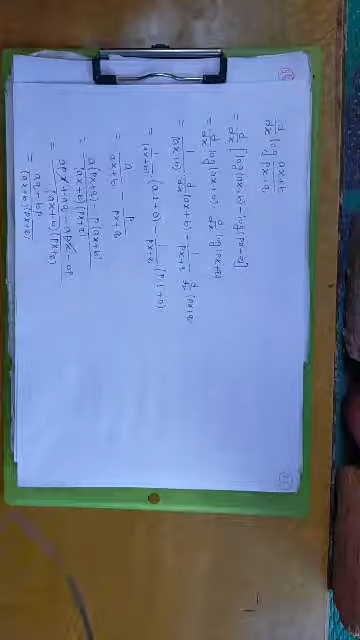 d/dx log (ax+b)/(px+q)
= d/dx [log(ax+b) - log(px+q)]
= d/dx log(ax+b) - d/dx log(px+q)
= 1/(ax+b) d/dx (ax+b) - 1/(px+q) d/dx (px+q)
= 1/(ax+b) (a.1+0) - 1/(px+q) (p.1+0)
= a/(ax+b) - p/(px+q)
= (a(px+q) - p(ax+b))/((ax+b)(px+q))
= (apx+aq-apx-bp)/((ax+b)(px+q))
= (aq-bp)/((ax+b)(px+q))